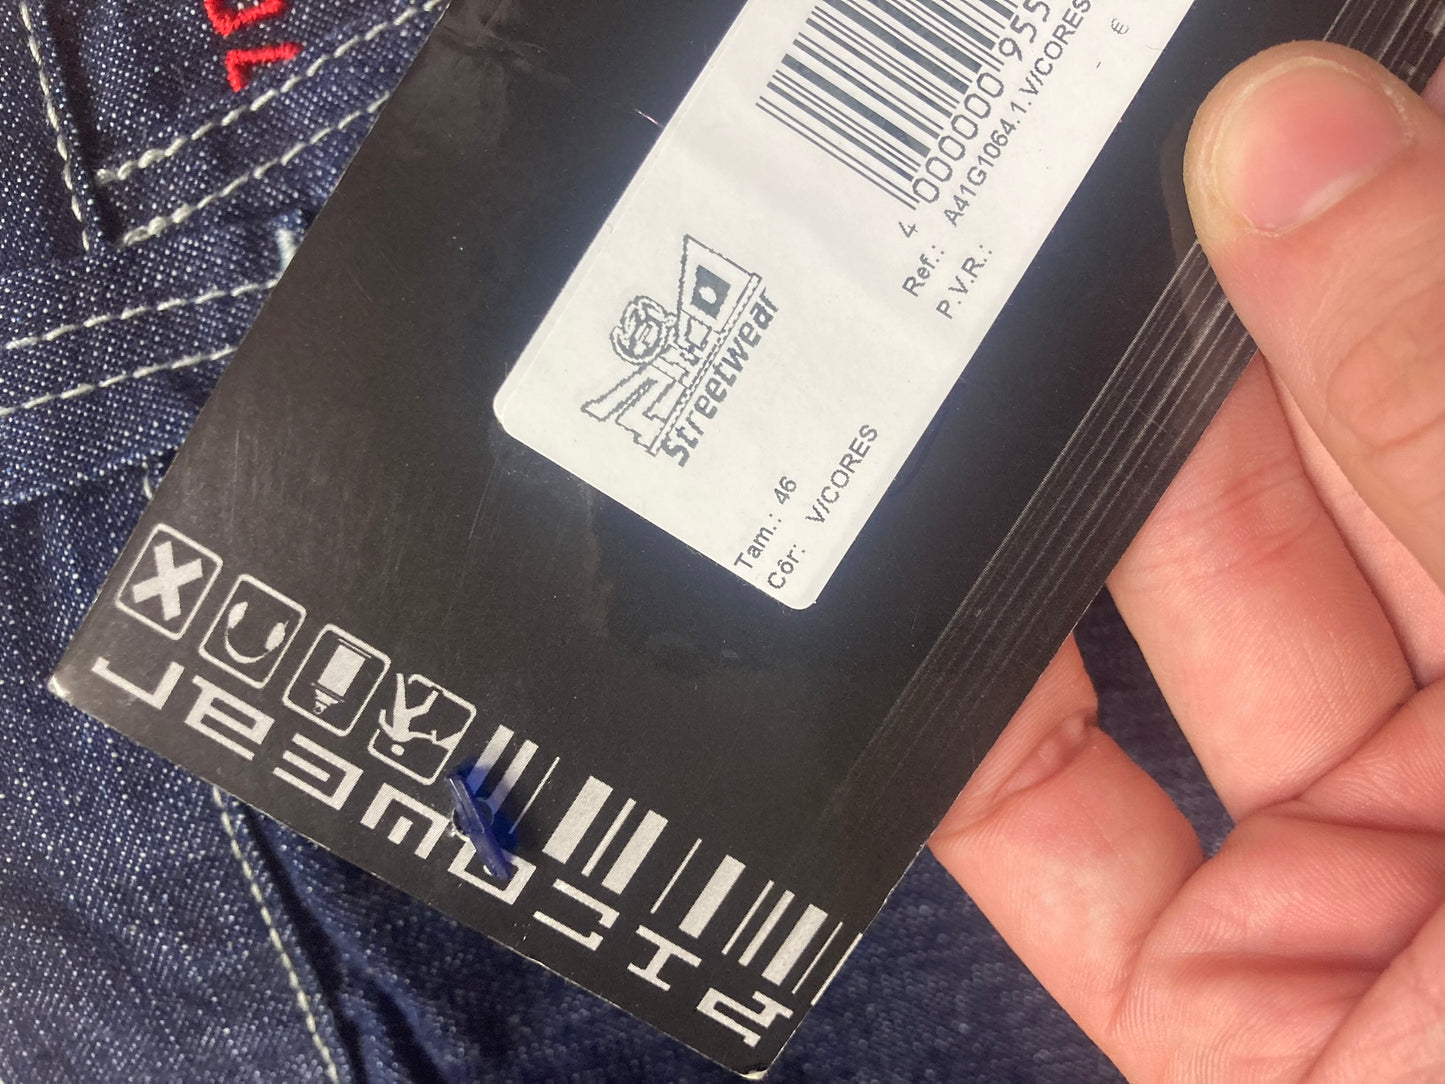 4 000000 955
Ref.: A41G1064.1.V/CORES
P.V.R.: €
Streetwear
Tam.: 46
Côr: V/CORES